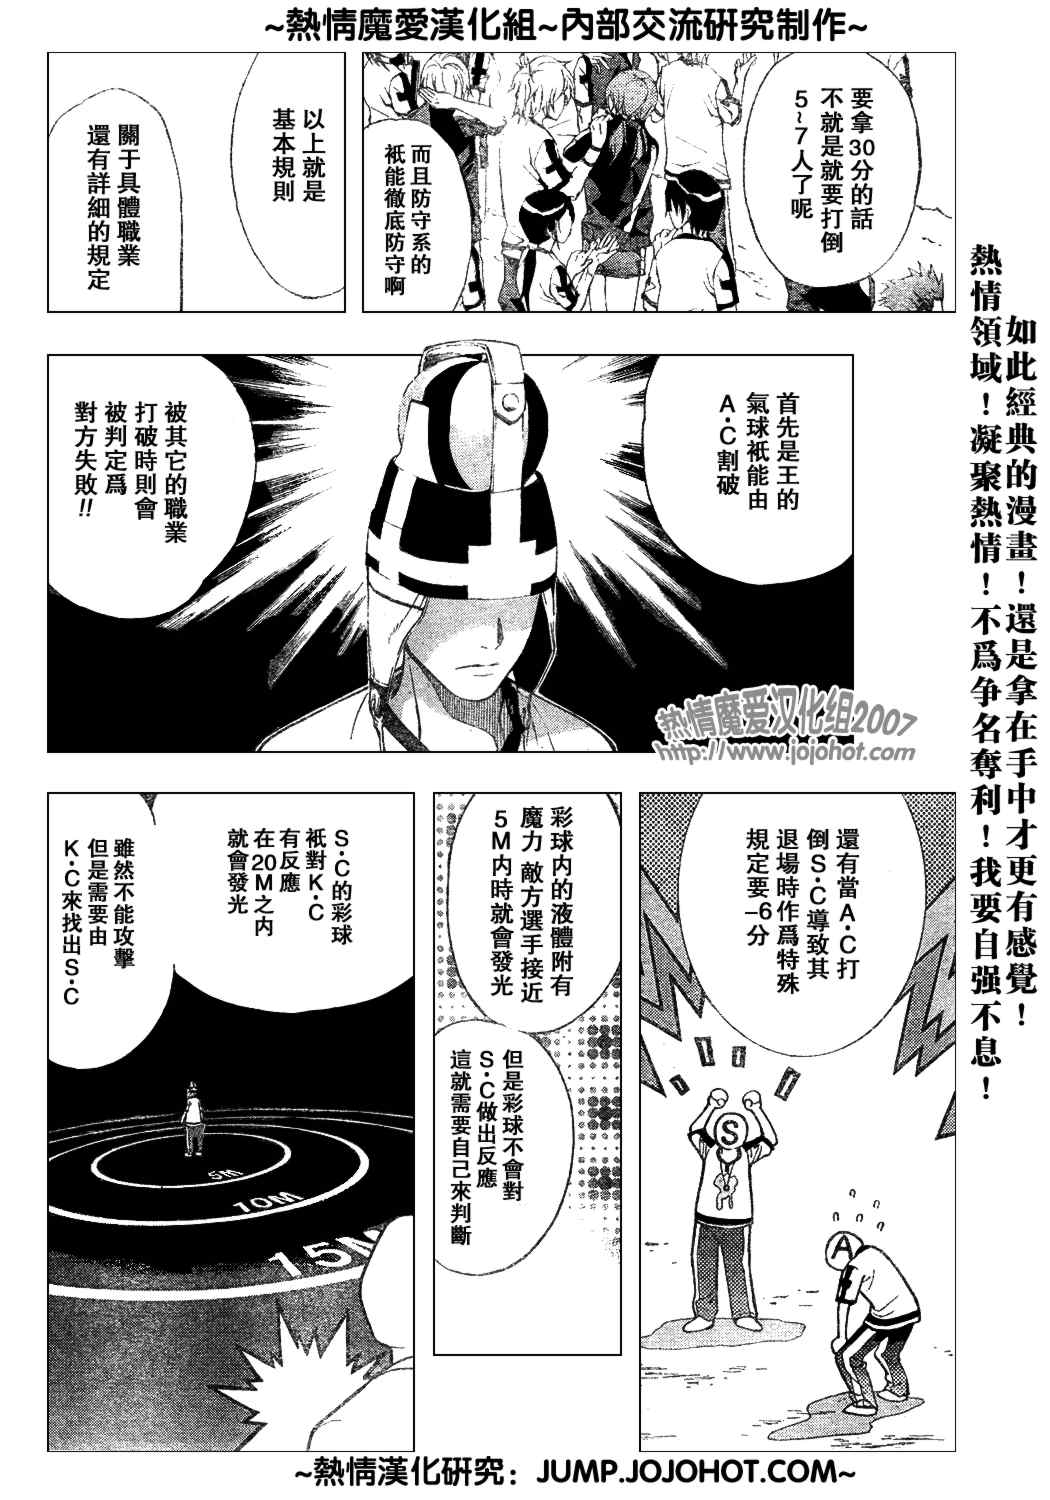 ~熱情魔愛漢化組~內部交流研究制作~
要拿30分的話
不就是就要打倒
5~7人了呢
而且防守系的
衹能徹底防守啊
以上就是
基本規則
關于具體職業
還有詳細的規定
首先是王的
氣球衹能由
A·C割破
被其它的職業
打破時則會
被判定爲
對方失敗!!
熱情魔爱汉化组2007
http://www.jojohot.com
還有當A·C打
倒S·C導致其
退場時作爲特殊
規定要-6分
S
A
彩球內的液體附有
魔力 敵方選手接近
5M內時就會發光
但是彩球不會對
S·C做出反應
這就需要自己來判斷
S·C的彩球
衹對K·C
有反應
在20M之內
就會發光
雖然不能攻擊
但是需要由
K·C來找出S·C
5M
10M
15M
如此經典的漫畫！還是拿在手中才更有感覺！
熱情領域！凝聚熱情！不爲争名奪利！我要自强不息！
~熱情漢化研究：JUMP.JOJOHOT.COM~